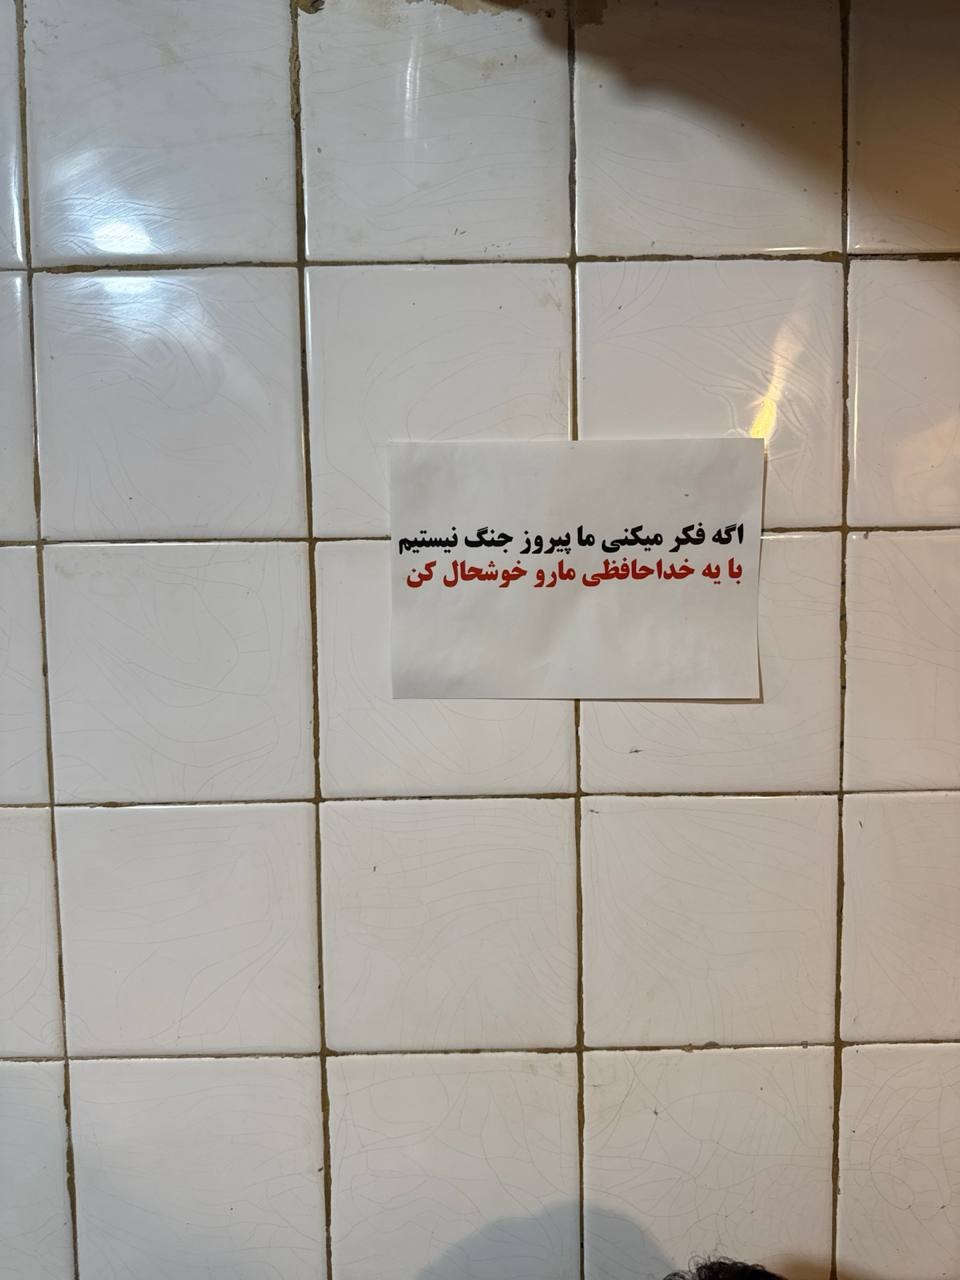 اگه فکر میکنی ما پیروز جنگ نیستیم
با یه خداحافظی مارو خوشحال کن